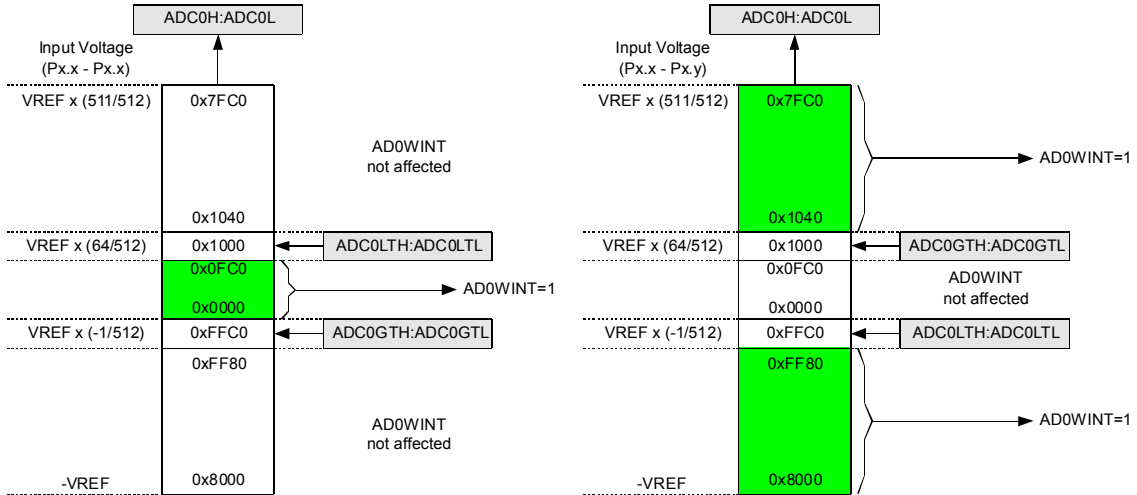 ADC0H:ADC0L
Input Voltage
(Px.x - Px.x)
VREF x (511/512)
0x7FC0
AD0WINT
not affected
0x1040
VREF x (64/512)
0x1000
ADC0LTH:ADC0LTL
0x0FC0
AD0WINT=1
0x0000
VREF x (-1/512)
0xFFC0
ADC0GTH:ADC0GTL
0xFF80
AD0WINT
not affected
-VREF
0x8000
ADC0H:ADC0L
Input Voltage
(Px.x - Px.y)
VREF x (511/512)
0x7FC0
AD0WINT=1
0x1040
VREF x (64/512)
0x1000
ADC0GTH:ADC0GTL
0x0FC0
AD0WINT
not affected
0x0000
VREF x (-1/512)
0xFFC0
ADC0LTH:ADC0LTL
0xFF80
AD0WINT=1
-VREF
0x8000